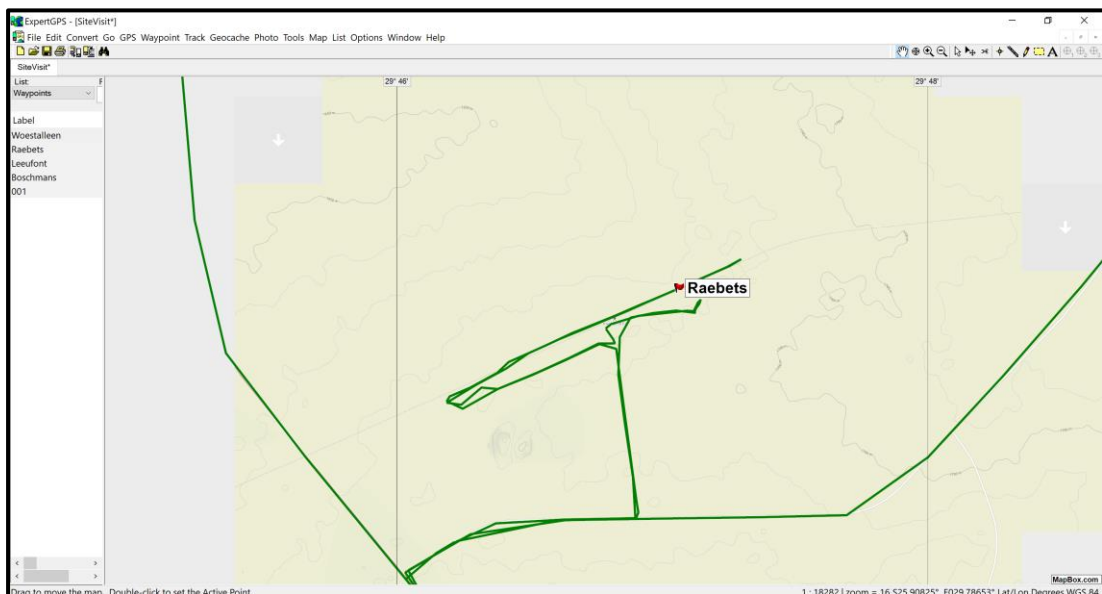 ExpertGPS - [SiteVisit*]
File Edit Convert Go GPS Waypoint Track Geocache Photo Tools Map List Options Window Help
SiteVisit*
List:
Waypoints
Label
Woestalleen
Raebets
Leeufont
Boschmans
001
29° 46'
29° 48'
Raebets
MapBox.com
Drag to move the map. Double-click to set the Active Point. 1 : 18282 | zoom = 16 S25.90825°, E029.78653° Lat/Lon Degrees WGS 84